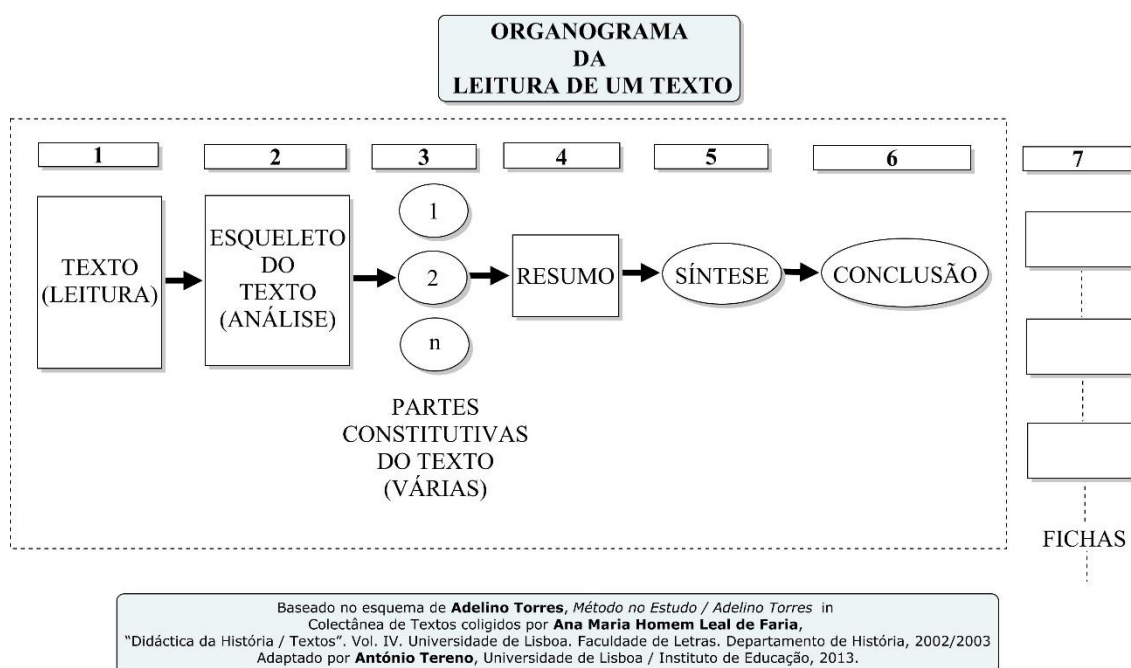 ORGANOGRAMA
DA
LEITURA DE UM TEXTO
1
2
3
4
5
6
7
TEXTO
(LEITURA)
ESQUELETO
DO
TEXTO
(ANÁLISE)
1
2
n
PARTES
CONSTITUTIVAS
DO TEXTO
(VÁRIAS)
RESUMO
SÍNTESE
CONCLUSÃO
FICHAS
Baseado no esquema de Adelino Torres, Método no Estudo / Adelino Torres in
Colectânea de Textos coligidos por Ana Maria Homem Leal de Faria,
"Didáctica da História / Textos". Vol. IV. Universidade de Lisboa. Faculdade de Letras. Departamento de História, 2002/2003
Adaptado por António Tereno, Universidade de Lisboa / Instituto de Educação, 2013.